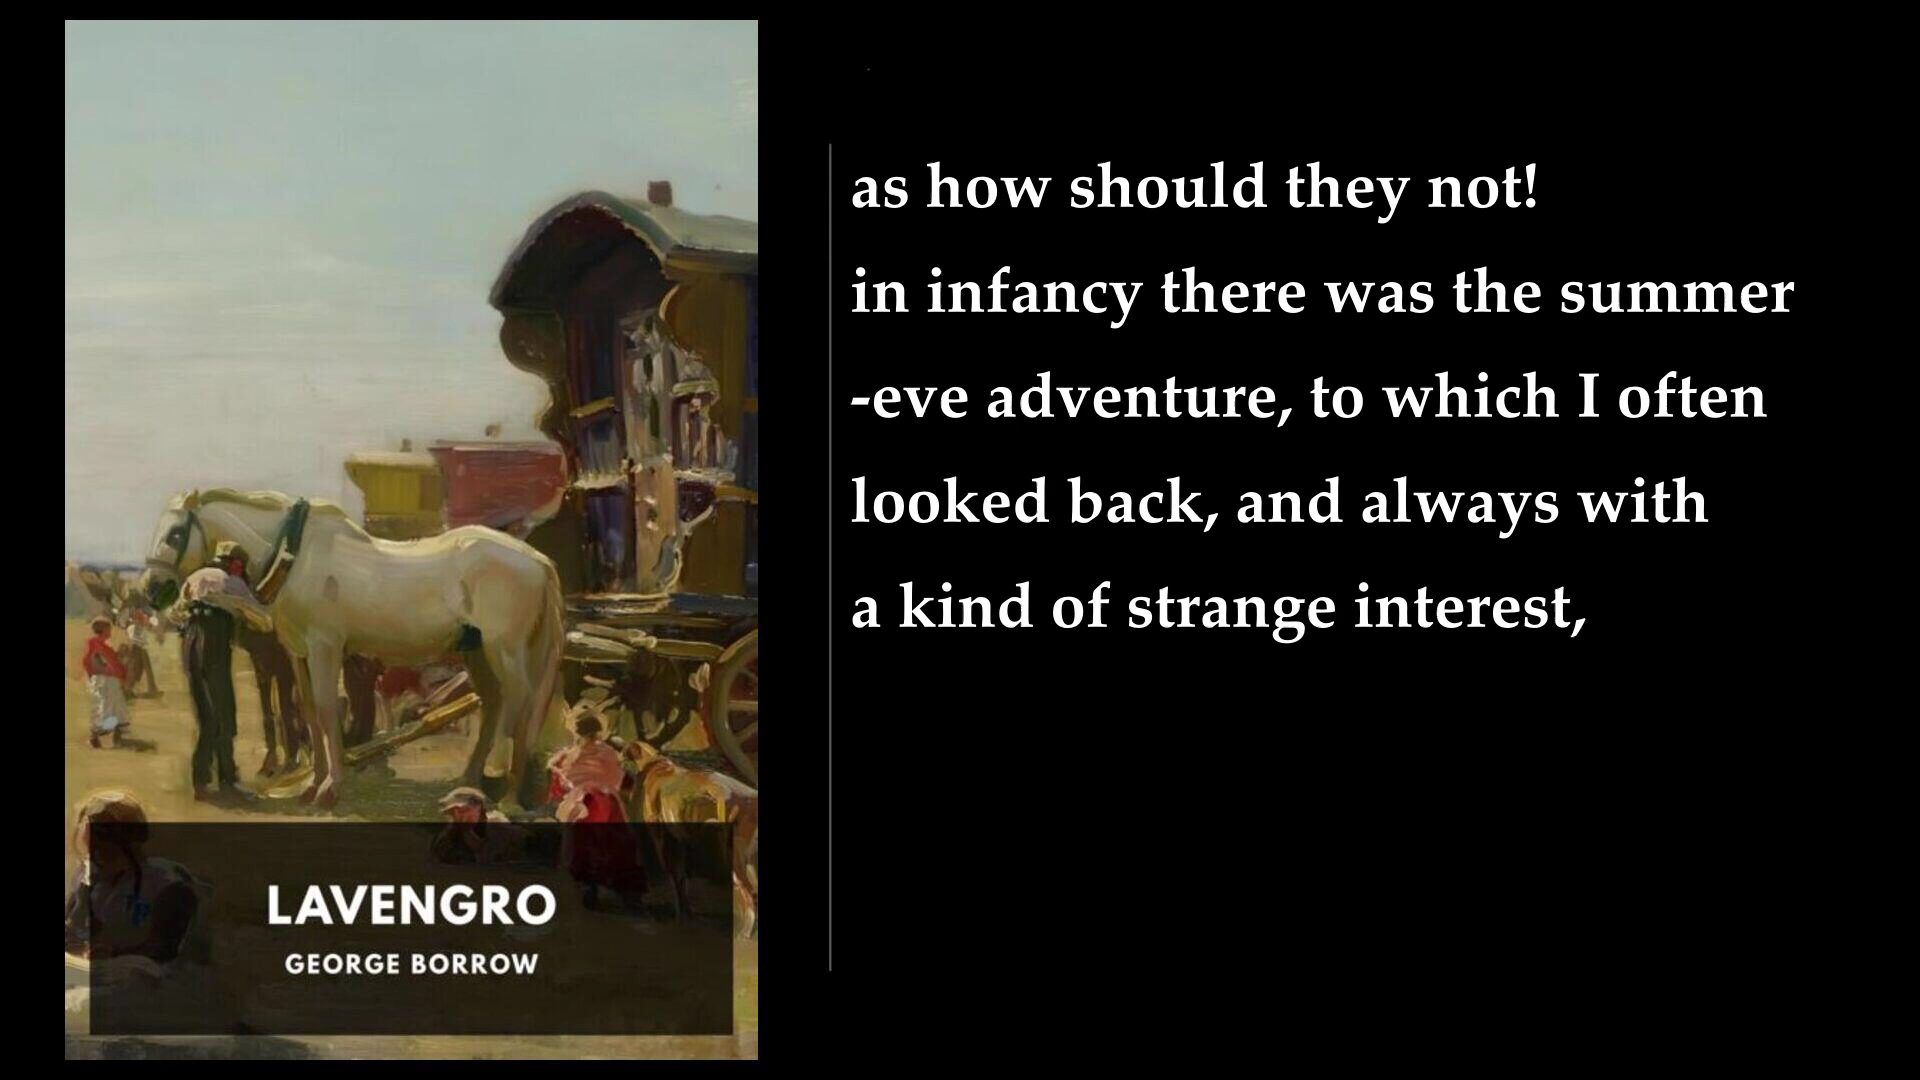 as how should they not!
in infancy there was the summer
-eve adventure, to which I often
looked back, and always with
a kind of strange interest,
LAVENGRO
GEORGE BORROW